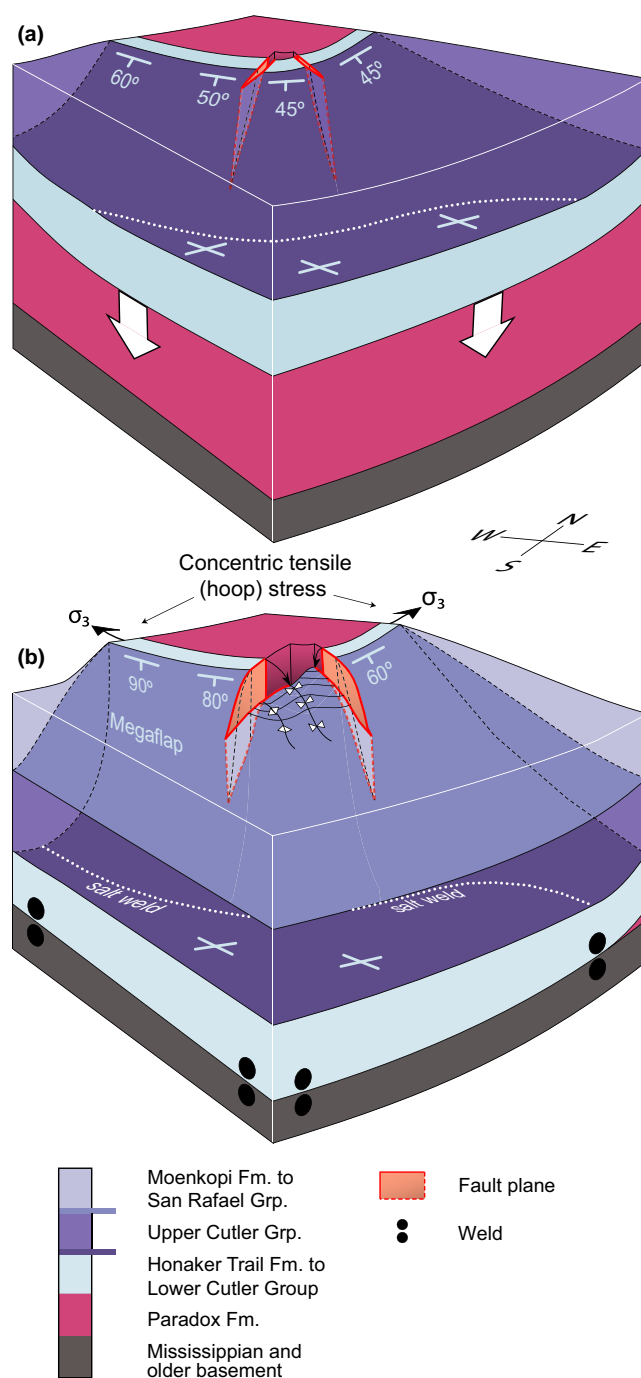 (a)
60º
50º
45º
45º
N
W
E
S
Concentric tensile
(hoop) stress
σ3
σ3
(b)
90º
80º
60º
Megaflap
salt weld
salt weld
Moenkopi Fm. to
San Rafael Grp.
Upper Cutler Grp.
Honaker Trail Fm. to
Lower Cutler Group
Paradox Fm.
Mississippian and
older basement
Fault plane
Weld